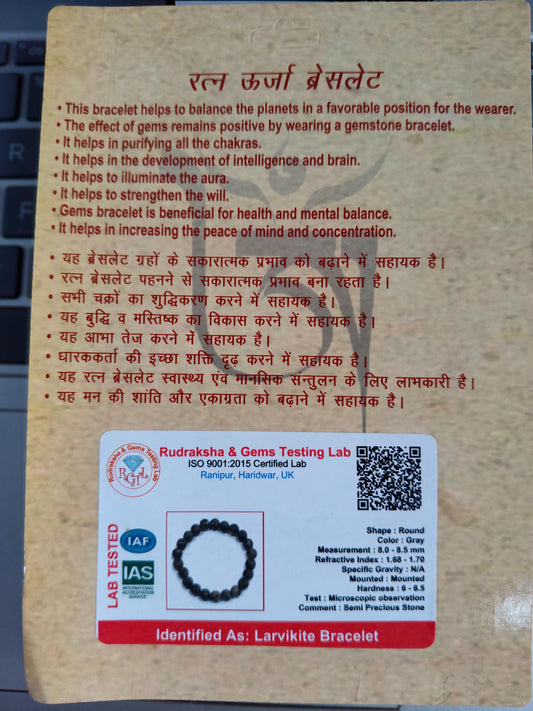 रत्न ऊर्जा ब्रेसलेट
• This bracelet helps to balance the planets in a favorable position for the wearer.
• The effect of gems remains positive by wearing a gemstone bracelet.
• It helps in purifying all the chakras.
• It helps in the development of intelligence and brain.
• It helps to illuminate the aura.
• It helps to strengthen the will.
• Gems bracelet is beneficial for health and mental balance.
• It helps in increasing the peace of mind and concentration.
• यह ब्रेसलेट ग्रहों के सकारात्मक प्रभाव को बढ़ाने में सहायक है।
• रत्न ब्रेसलेट पहनने से सकारात्मक प्रभाव बना रहता है।
• सभी चक्रों का शुद्धिकरण करने में सहायक है।
• यह बुद्धि व मस्तिष्क का विकास करने में सहायक है।
• यह आभा तेज करने में सहायक है।
• धारककर्ता की इच्छा शक्ति दृढ़ करने में सहायक है।
• यह रत्न ब्रेसलेट स्वास्थ्य एवं मानसिक सन्तुलन के लिए लाभकारी है।
• यह मन की शांति और एकाग्रता को बढ़ाने में सहायक है।
Rudraksha & Gems Testing Lab
RGTL
Rudraksha & Gems Testing Lab
ISO 9001:2015 Certified Lab
Ranipur, Haridwar, UK
LAB TESTED
IAF
IAS
INTERNATIONAL
ACCREDITATION
SERVICE
Shape : Round
Color : Gray
Measurement : 8.0 - 8.5 mm
Refractive Index : 1.68 - 1.70
Specific Gravity : N/A
Mounted : Mounted
Hardness : 6 - 6.5
Test : Microscopic observation
Comment : Semi Precious Stone
Identified As: Larvikite Bracelet